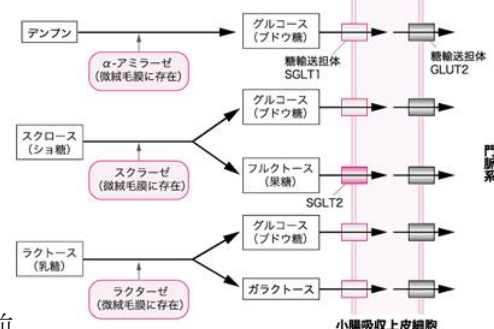 デンプン
α-アミラーゼ
(微絨毛膜に存在)
グルコース
(ブドウ糖)
糖輸送担体
SGLT1
糖輸送担体
GLUT2
スクロース
(ショ糖)
スクラーゼ
(微絨毛膜に存在)
グルコース
(ブドウ糖)
フルクトース
(果糖)
SGLT2
門脈系
ラクトース
(乳糖)
ラクターゼ
(微絨毛膜に存在)
グルコース
(ブドウ糖)
ガラクトース
小腸吸収上皮細胞